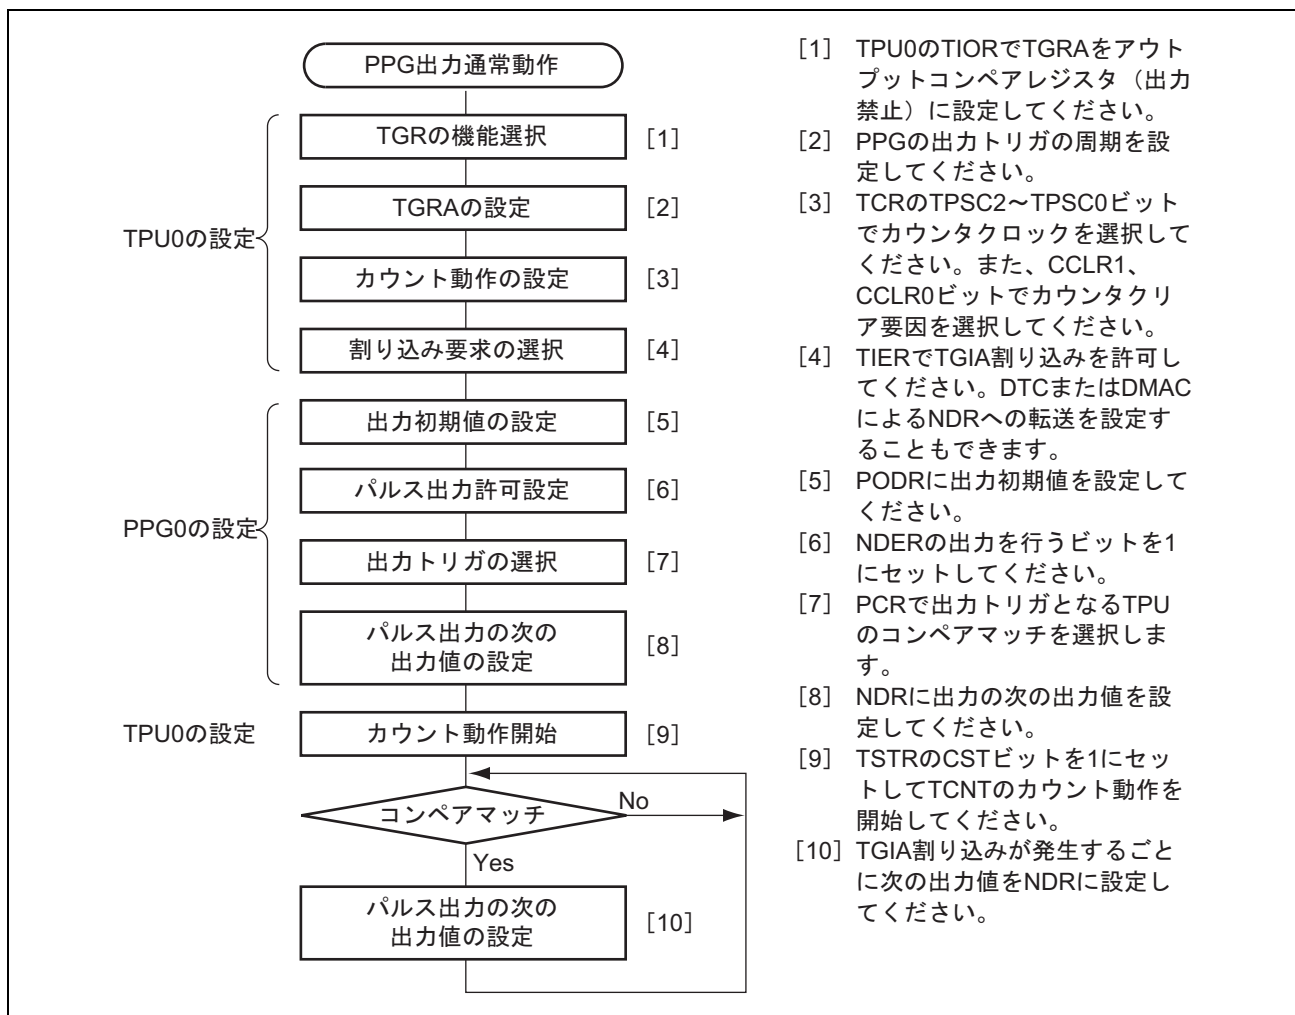 PPG出力通常動作
TPU0の設定
TGRの機能選択 [1]
TGRAの設定 [2]
カウント動作の設定 [3]
割り込み要求の選択 [4]
PPG0の設定
出力初期値の設定 [5]
パルス出力許可設定 [6]
出力トリガの選択 [7]
パルス出力の次の
出力値の設定 [8]
TPU0の設定
カウント動作開始 [9]
コンペアマッチ
No
Yes
パルス出力の次の
出力値の設定 [10]
[1] TPU0のTIORでTGRAをアウト
プットコンペアレジスタ（出力
禁止）に設定してください。
[2] PPGの出力トリガの周期を設
定してください。
[3] TCRのTPSC2～TPSC0ビット
でカウンタクロックを選択して
ください。また、CCLR1、
CCLR0ビットでカウンタクリ
ア要因を選択してください。
[4] TIERでTGIA割り込みを許可し
てください。DTCまたはDMAC
によるNDRへの転送を設定す
ることもできます。
[5] PODRに出力初期値を設定して
ください。
[6] NDERの出力を行うビットを1
にセットしてください。
[7] PCRで出力トリガとなるTPU
のコンペアマッチを選択しま
す。
[8] NDRに出力の次の出力値を設
定してください。
[9] TSTRのCSTビットを1にセッ
トしてTCNTのカウント動作を
開始してください。
[10] TGIA割り込みが発生するごと
に次の出力値をNDRに設定し
てください。